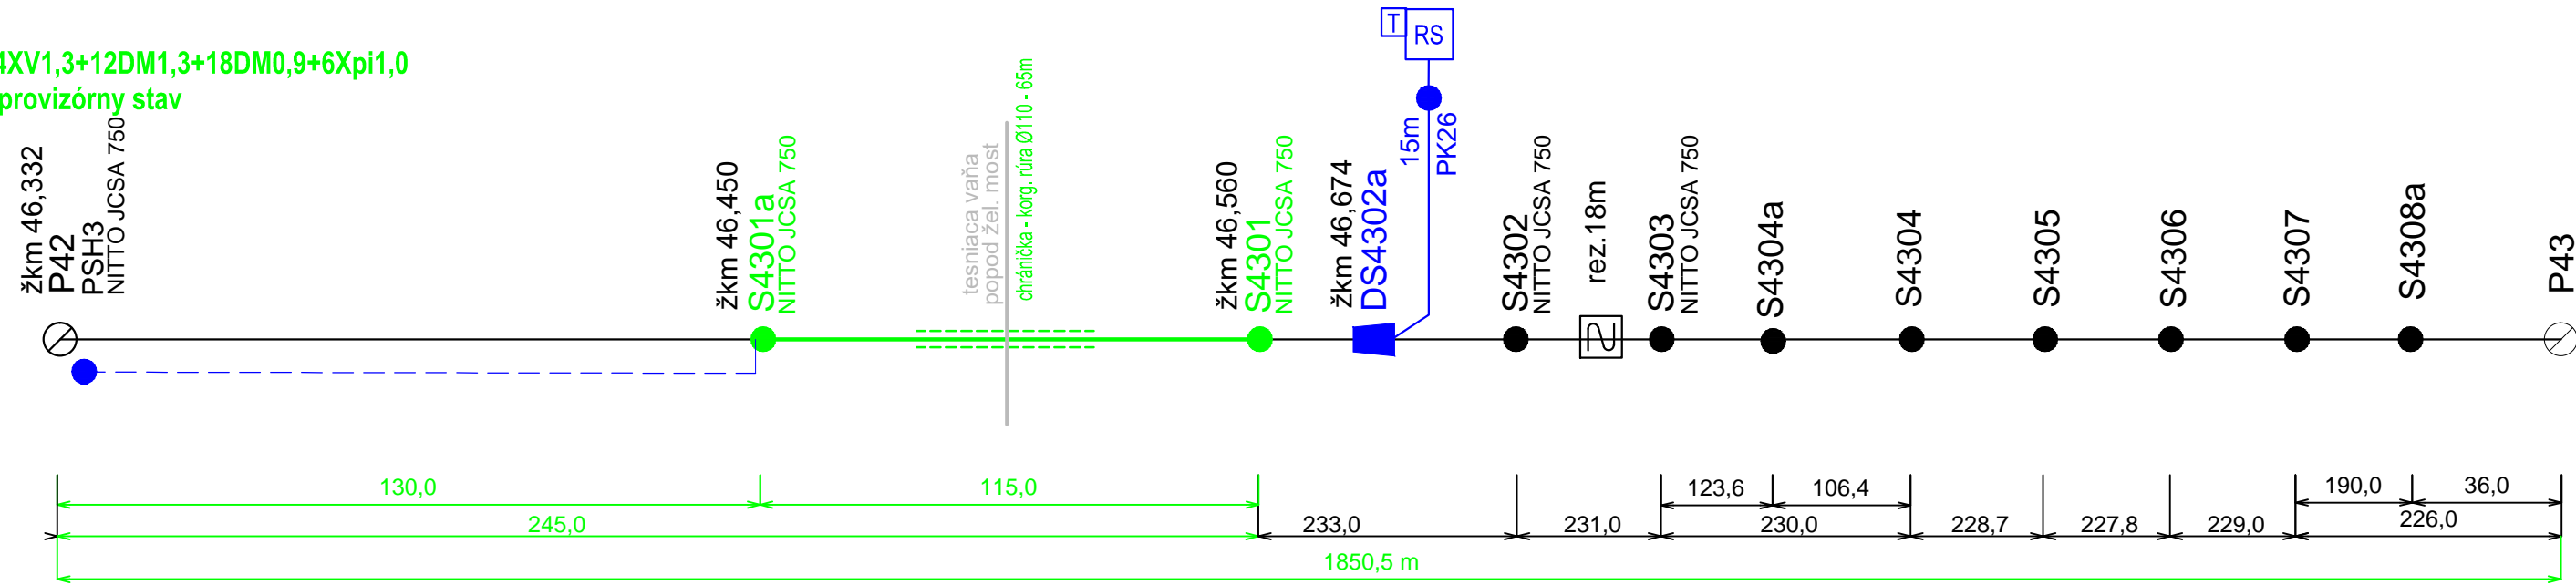 4XV1,3+12DM1,3+18DM0,9+6Xpi1,0
provizórny stav
žkm 46,332
P42
PSH3
NITTO JCSA 750
žkm 46,450
S4301a
NITTO JCSA 750
tesniaca vaňa
popod žel. most
chránička - korg. rúra Ø110 - 65m
žkm 46,560
S4301
NITTO JCSA 750
žkm 46,674
DS4302a
T
RS
15m
PK26
S4302
NITTO JCSA 750
rez.18m
S4303
NITTO JCSA 750
S4304a
S4304
S4305
S4306
S4307
S4308a
P43
130,0
115,0
123,6
106,4
190,0
36,0
245,0
233,0
231,0
230,0
228,7
227,8
229,0
226,0
1850,5 m